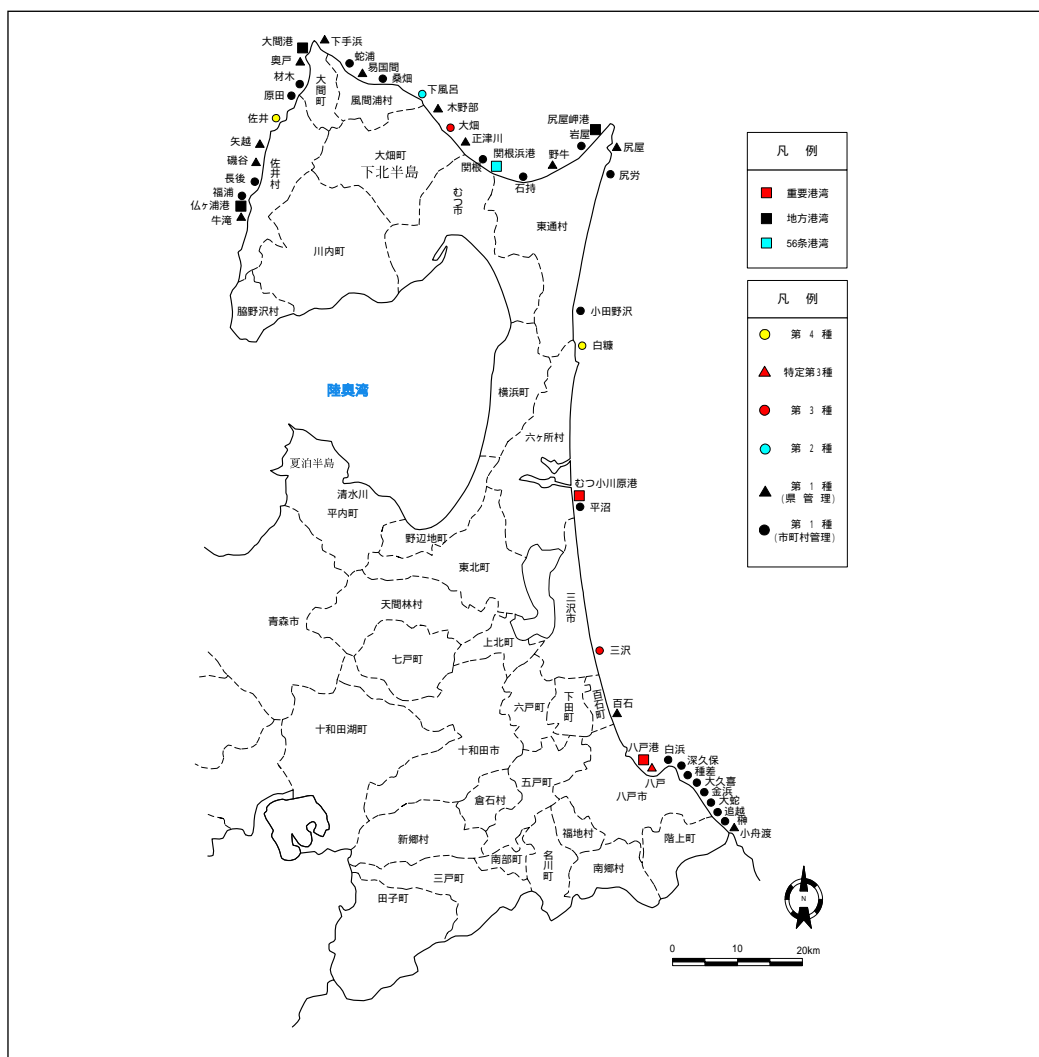 大間港
下手浜
奥戸
蛇浦
易国間
桑畑
材木
原田
大間町
風間浦村
下風呂
木野部
佐井
大畑
正津川
矢越
磯谷
長後
福浦
仏ヶ浦港
牛滝
佐井村
大畑町
下北半島
関根
関根浜港
石持
野牛
岩屋
尻屋岬港
尻屋
尻労
むつ市
東通村
川内町
脇野沢村
小田野沢
白糠
陸奥湾
横浜町
六ヶ所村
夏泊半島
清水川
平内町
むつ小川原港
平沼
野辺地町
東北町
天間林村
青森市
三沢市
上北町
七戸町
三沢
六戸町
下田町
百石町
百石
十和田湖町
十和田市
八戸港
八戸
白浜
深久保
種差
大久喜
金浜
大蛇
追越
榊
小舟渡
五戸町
八戸市
倉石村
新郷村
福地村
階上町
南部町
名川町
南郷村
三戸町
田子町
凡 例
重要港湾
地方港湾
56条港湾
凡 例
第 4 種
特定第3種
第 3 種
第 2 種
第 1 種
(県 管 理)
第 1 種
(市町村管理)
N
0 10 20km